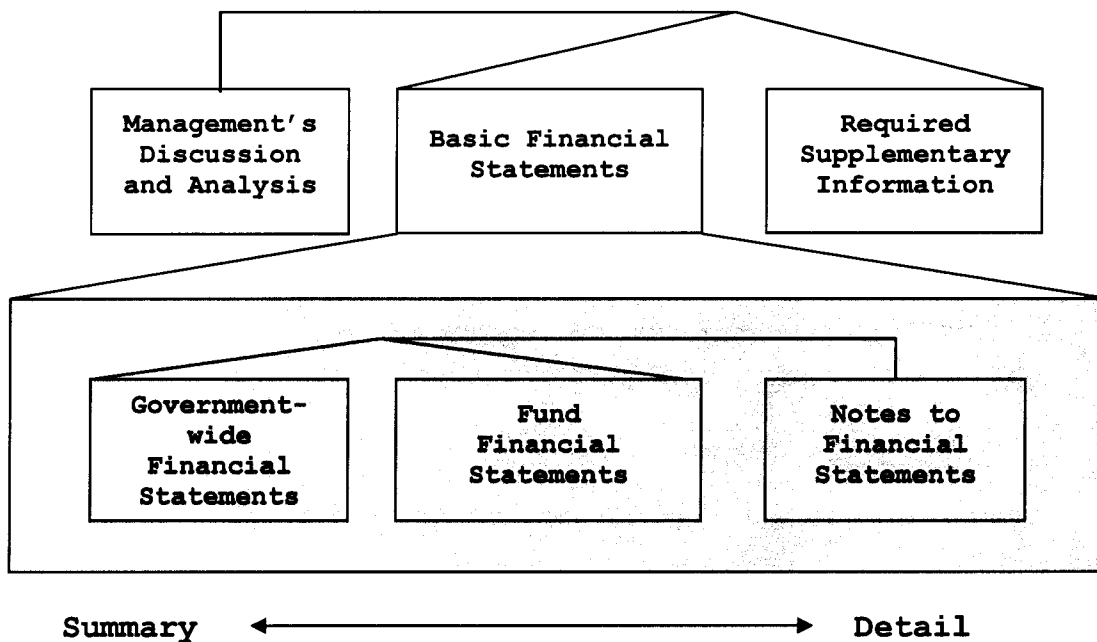 Management's
Discussion
and Analysis
Basic Financial
Statements
Required
Supplementary
Information
Government-
wide
Financial
Statements
Fund
Financial
Statements
Notes to
Financial
Statements
Summary
Detail